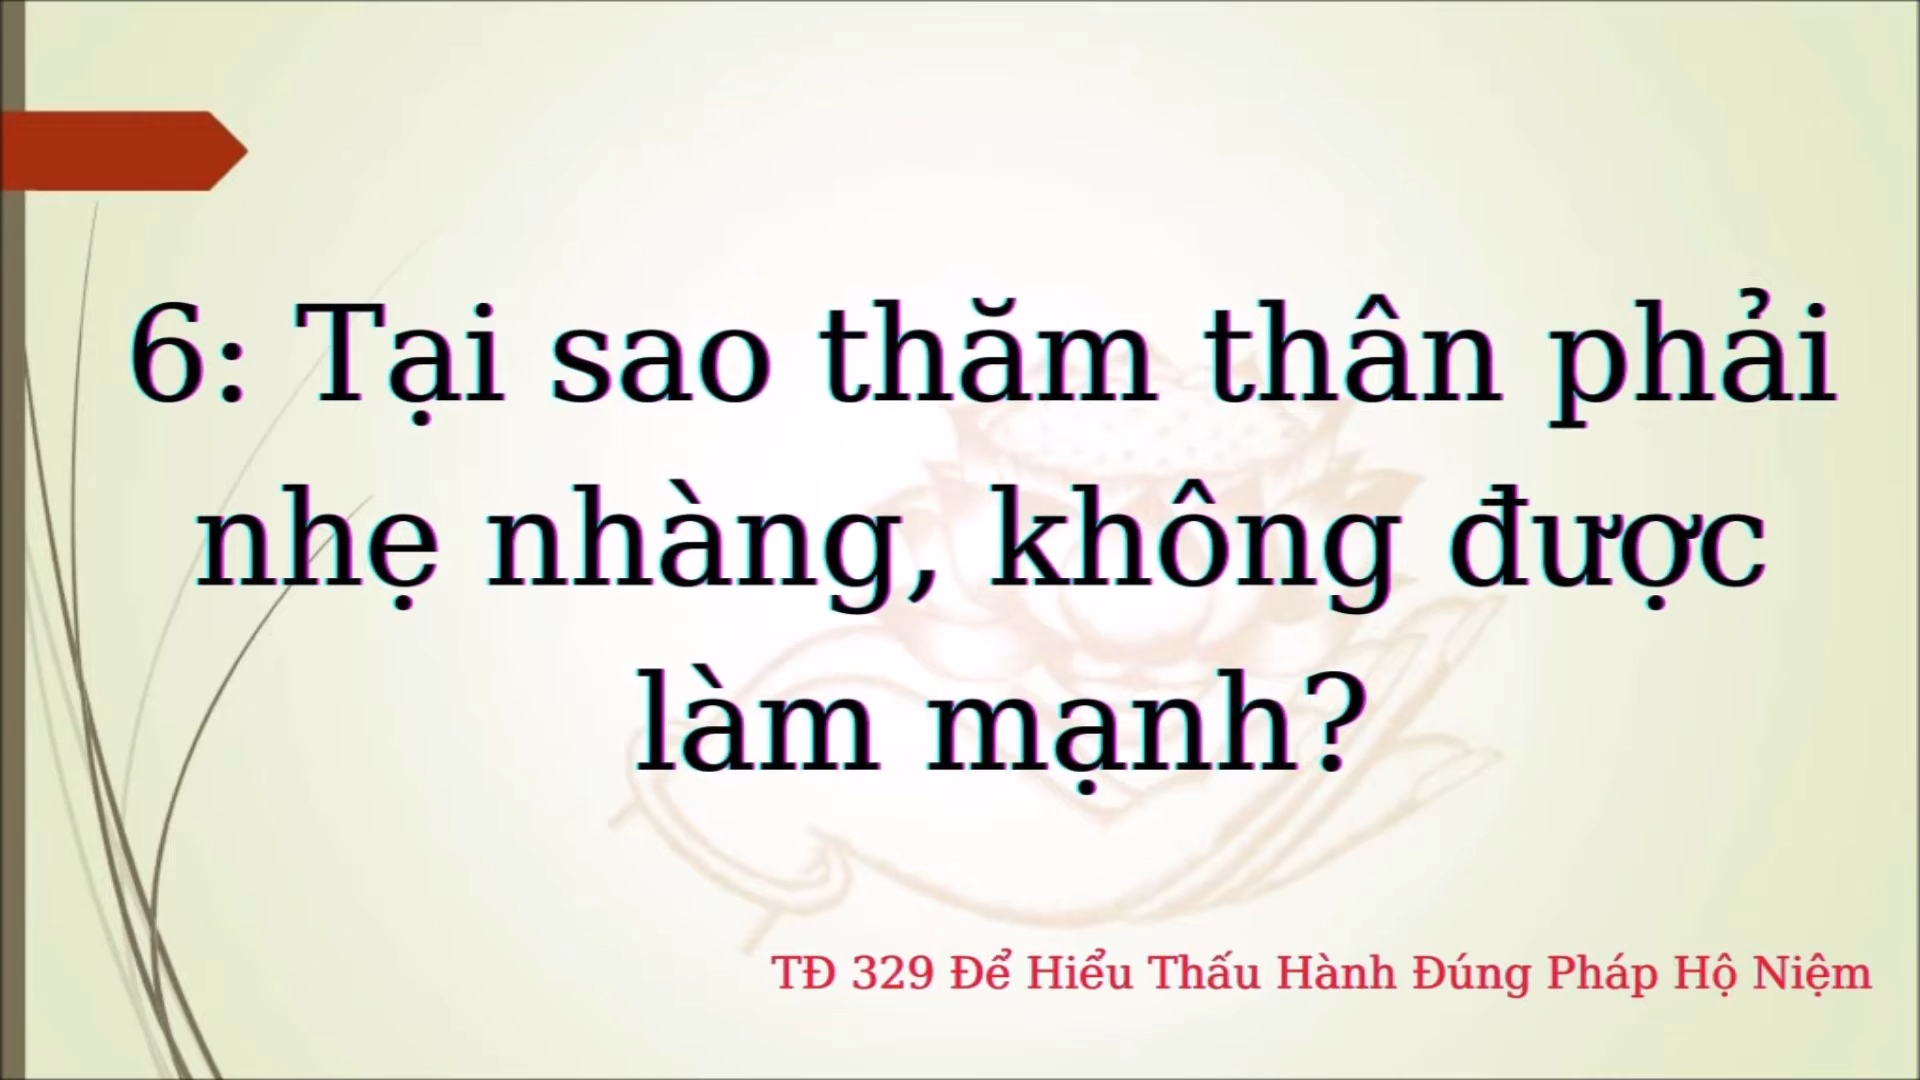 6: Tại sao thăm thân phải
nhẹ nhàng, không được
làm mạnh?
TĐ 329 Để Hiểu Thấu Hành Đúng Pháp Hộ Niệm